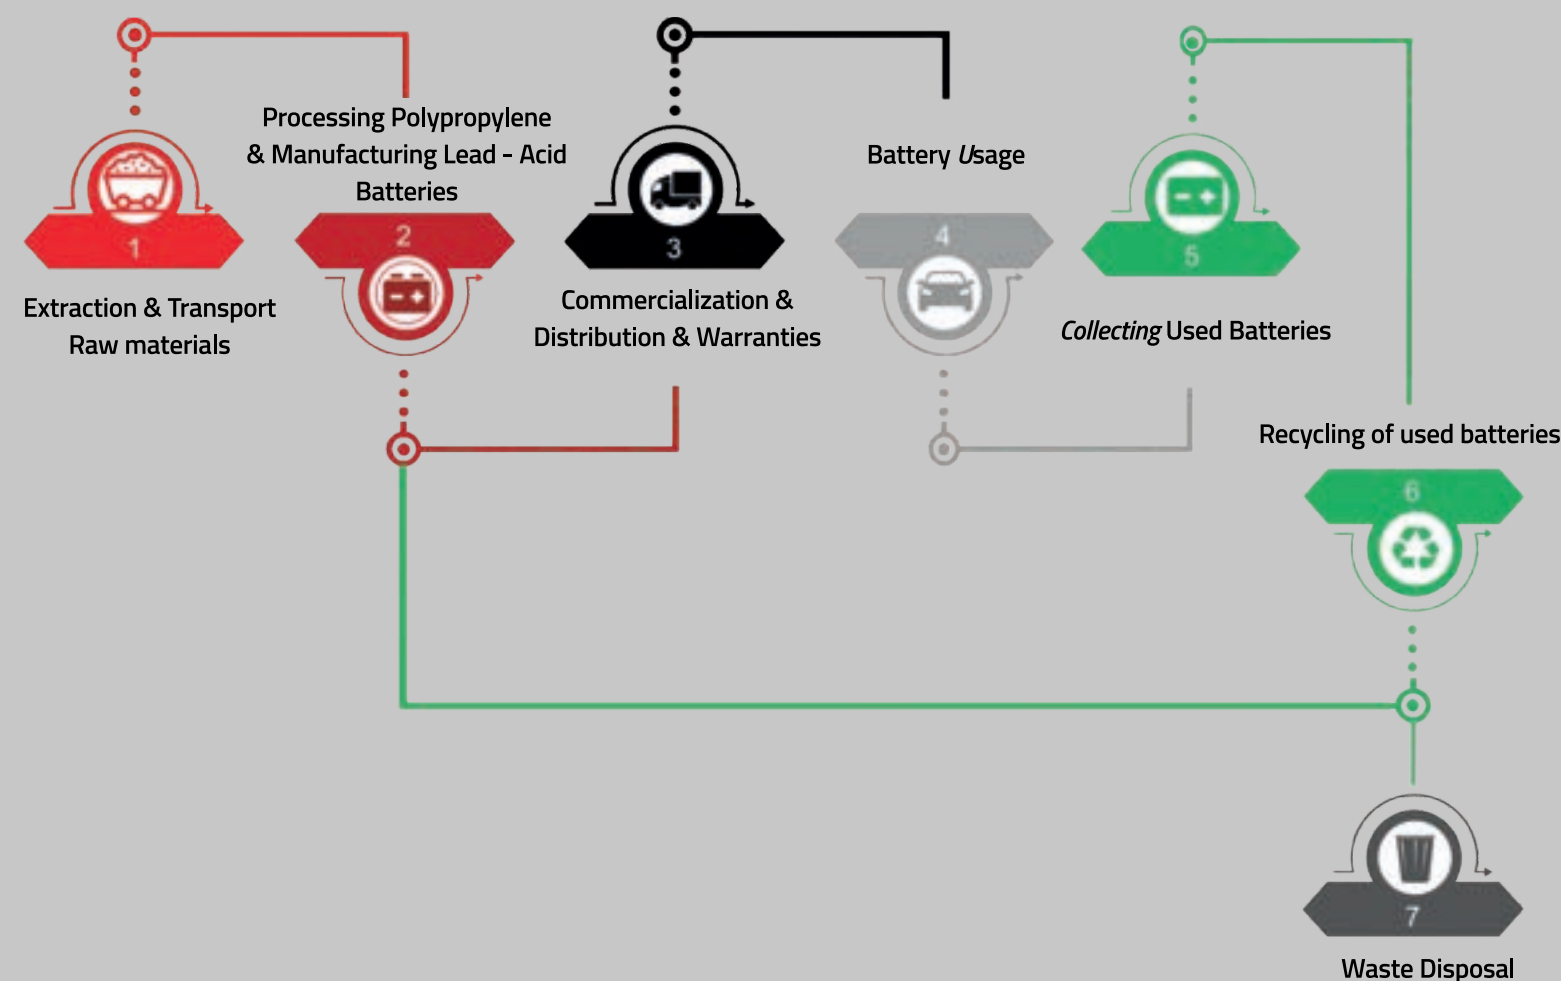 1
Extraction & Transport
Raw materials
Processing Polypropylene
& Manufacturing Lead - Acid
Batteries
2
3
Commercialization &
Distribution & Warranties
Battery Usage
4
5
Collecting Used Batteries
Recycling of used batteries
6
7
Waste Disposal